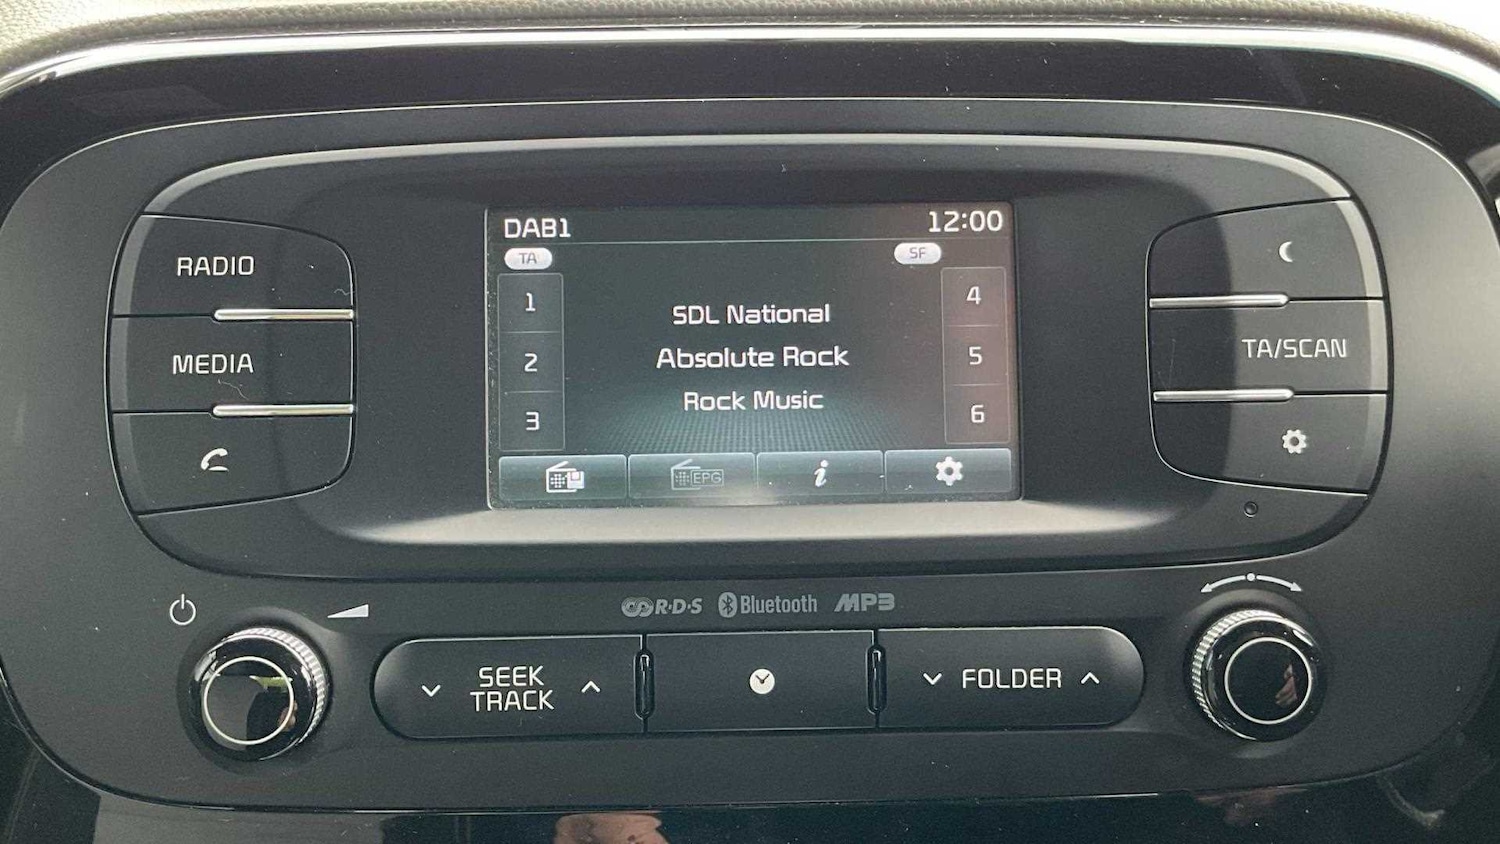 DAB1
12:00
TA
SF
1
2
3
SDL National
Absolute Rock
Rock Music
4
5
6
EPG
i
RADIO
MEDIA
TA/SCAN
R·D·S
Bluetooth
MP3
SEEK
TRACK
FOLDER